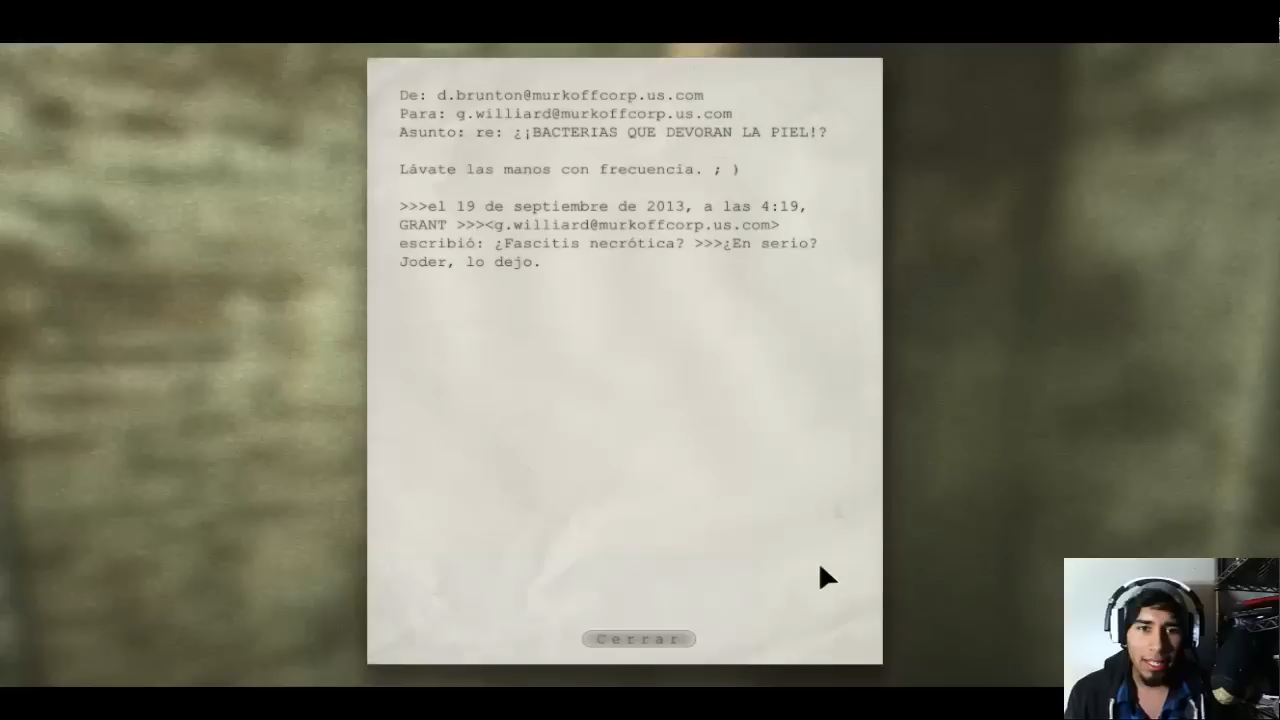 De: d.brunton@murkoffcorp.us.com
Para: g.williard@murkoffcorp.us.com
Asunto: re: ¿¡BACTERIAS QUE DEVORAN LA PIEL!?
Lávate las manos con frecuencia. ; )
>>>el 19 de septiembre de 2013, a las 4:19,
GRANT >>><g.williard@murkoffcorp.us.com>
escribió: ¿Fascitis necrótica? >>>¿En serio?
Joder, lo dejo.
Cerrar